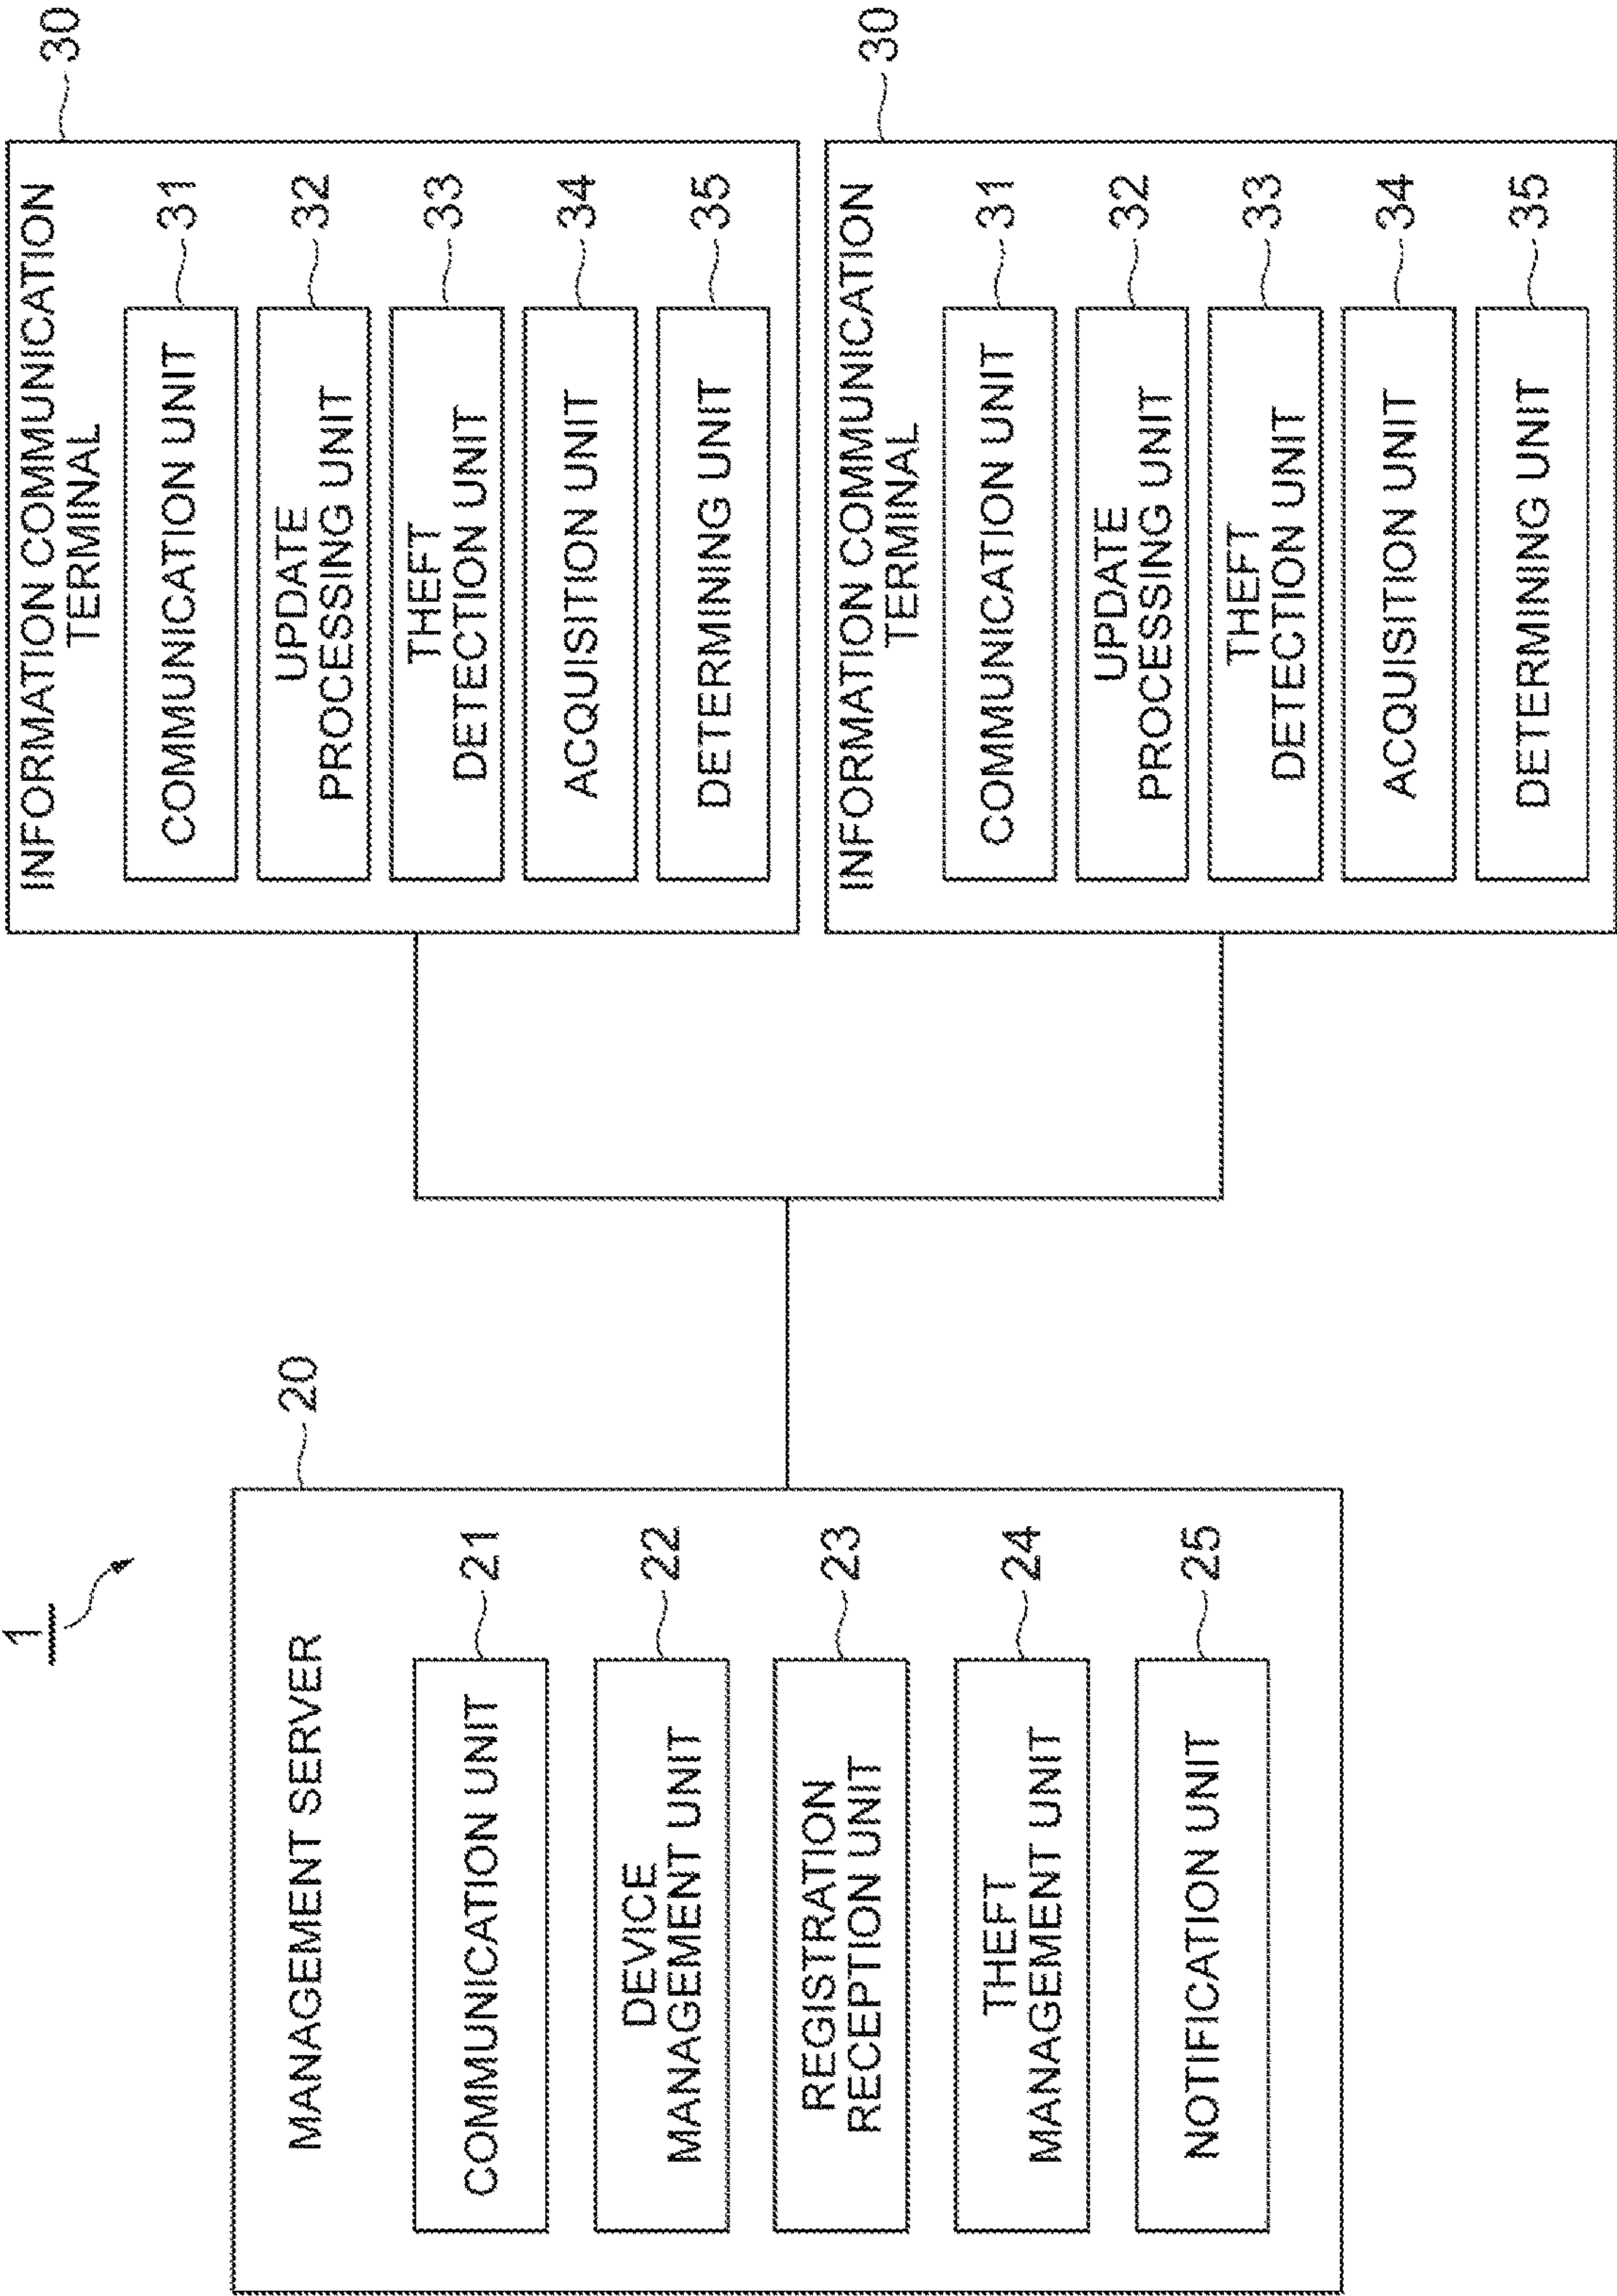 1
20
MANAGEMENT SERVER
COMMUNICATION UNIT
21
DEVICE
MANAGEMENT UNIT
22
REGISTRATION
RECEPTION UNIT
23
THEFT
MANAGEMENT UNIT
24
NOTIFICATION UNIT
25
30
INFORMATION COMMUNICATION
TERMINAL
COMMUNICATION UNIT
31
UPDATE
PROCESSING UNIT
32
THEFT
DETECTION UNIT
33
ACQUISITION UNIT
34
DETERMINING UNIT
35
30
INFORMATION COMMUNICATION
TERMINAL
COMMUNICATION UNIT
31
UPDATE
PROCESSING UNIT
32
THEFT
DETECTION UNIT
33
ACQUISITION UNIT
34
DETERMINING UNIT
35